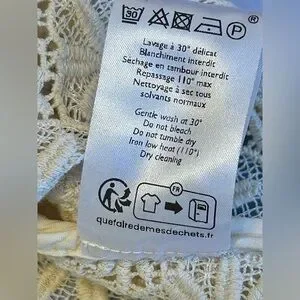 30
P
®
Lavage à 30° délicat
Blanchiment interdit
Séchage en tambour interdit
Repassage 110° max
Nettoyage à sec tous
solvants normaux
Gentle wash at 30°
Do not bleach
Do not tumble dry
Iron low heat (110°)
Dry cleaning
FR
quefairedemesdechets.fr